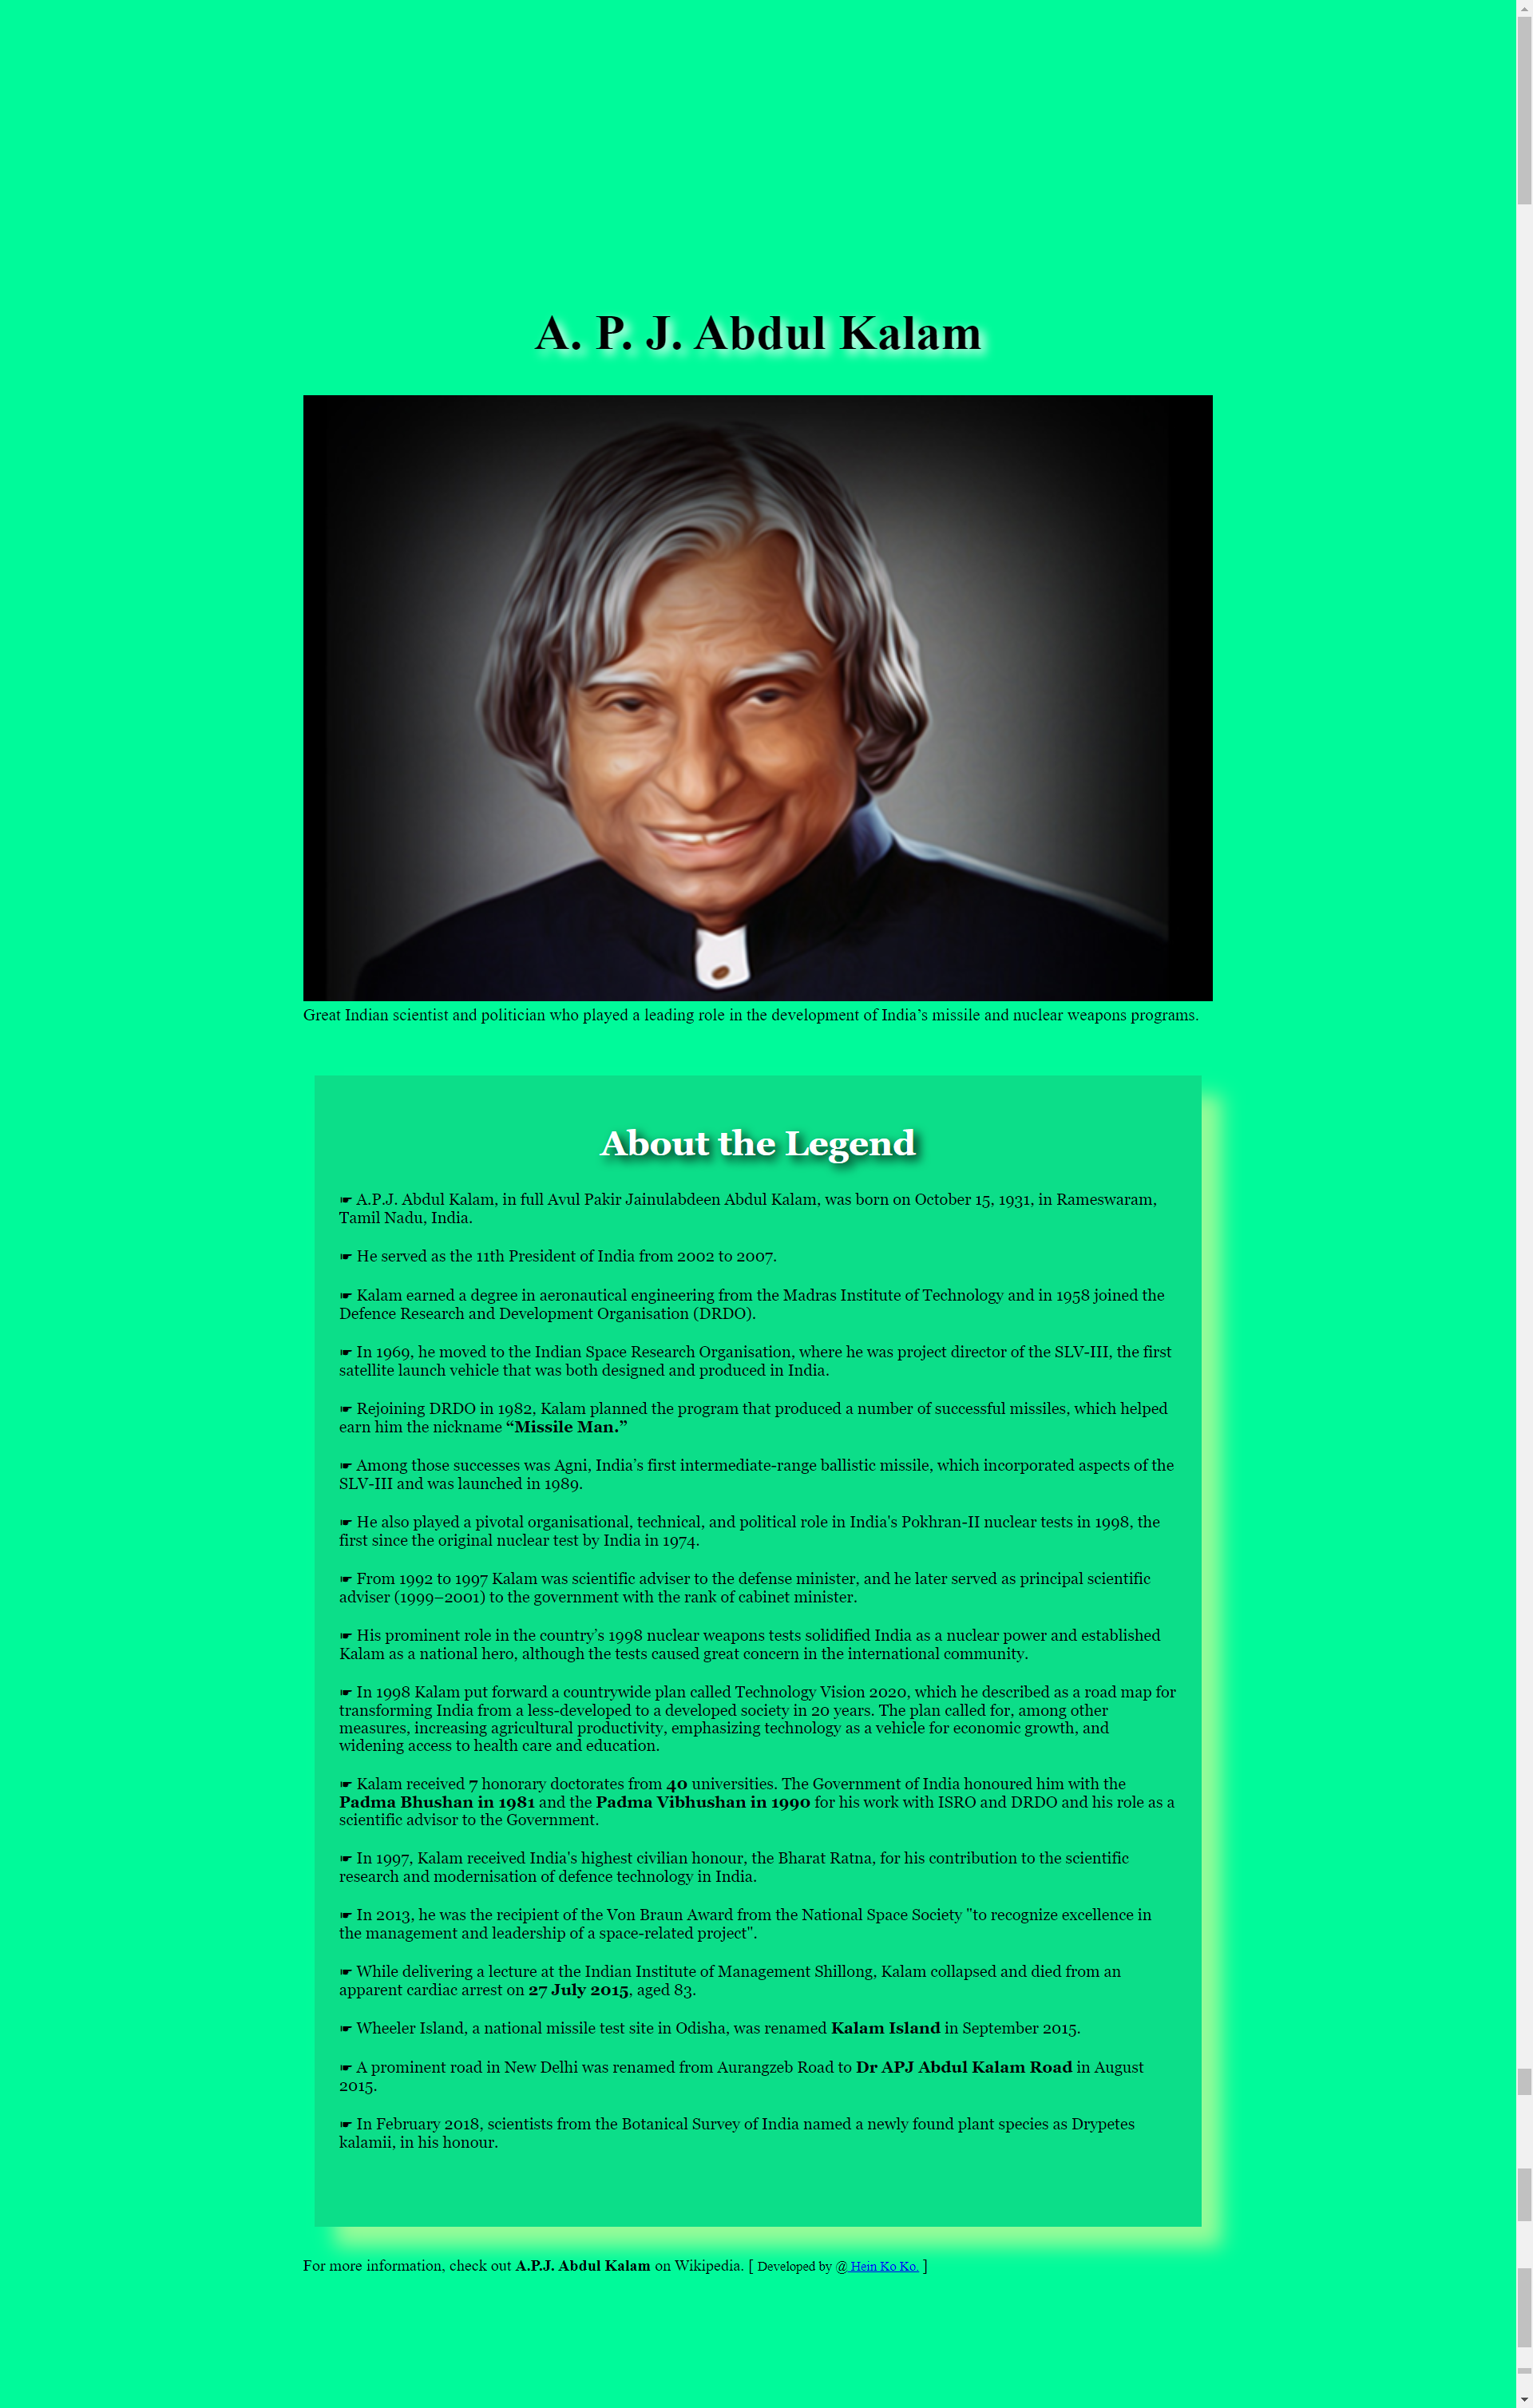 A. P. J. Abdul Kalam
Great Indian scientist and politician who played a leading role in the development of India’s missile and nuclear weapons programs.
About the Legend
☛ A.P.J. Abdul Kalam, in full Avul Pakir Jainulabdeen Abdul Kalam, was born on October 15, 1931, in Rameswaram,
Tamil Nadu, India.
☛ He served as the 11th President of India from 2002 to 2007.
☛ Kalam earned a degree in aeronautical engineering from the Madras Institute of Technology and in 1958 joined the
Defence Research and Development Organisation (DRDO).
☛ In 1969, he moved to the Indian Space Research Organisation, where he was project director of the SLV-III, the first
satellite launch vehicle that was both designed and produced in India.
☛ Rejoining DRDO in 1982, Kalam planned the program that produced a number of successful missiles, which helped
earn him the nickname “Missile Man.”
☛ Among those successes was Agni, India’s first intermediate-range ballistic missile, which incorporated aspects of the
SLV-III and was launched in 1989.
☛ He also played a pivotal organisational, technical, and political role in India's Pokhran-II nuclear tests in 1998, the
first since the original nuclear test by India in 1974.
☛ From 1992 to 1997 Kalam was scientific adviser to the defense minister, and he later served as principal scientific
adviser (1999–2001) to the government with the rank of cabinet minister.
☛ His prominent role in the country’s 1998 nuclear weapons tests solidified India as a nuclear power and established
Kalam as a national hero, although the tests caused great concern in the international community.
☛ In 1998 Kalam put forward a countrywide plan called Technology Vision 2020, which he described as a road map for
transforming India from a less-developed to a developed society in 20 years. The plan called for, among other
measures, increasing agricultural productivity, emphasizing technology as a vehicle for economic growth, and
widening access to health care and education.
☛ Kalam received 7 honorary doctorates from 40 universities. The Government of India honoured him with the
Padma Bhushan in 1981 and the Padma Vibhushan in 1990 for his work with ISRO and DRDO and his role as a
scientific advisor to the Government.
☛ In 1997, Kalam received India's highest civilian honour, the Bharat Ratna, for his contribution to the scientific
research and modernisation of defence technology in India.
☛ In 2013, he was the recipient of the Von Braun Award from the National Space Society "to recognize excellence in
the management and leadership of a space-related project".
☛ While delivering a lecture at the Indian Institute of Management Shillong, Kalam collapsed and died from an
apparent cardiac arrest on 27 July 2015, aged 83.
☛ Wheeler Island, a national missile test site in Odisha, was renamed Kalam Island in September 2015.
☛ A prominent road in New Delhi was renamed from Aurangzeb Road to Dr APJ Abdul Kalam Road in August
2015.
☛ In February 2018, scientists from the Botanical Survey of India named a newly found plant species as Drypetes
kalamii, in his honour.
For more information, check out A.P.J. Abdul Kalam on Wikipedia. [ Developed by @ Hein Ko Ko. ]